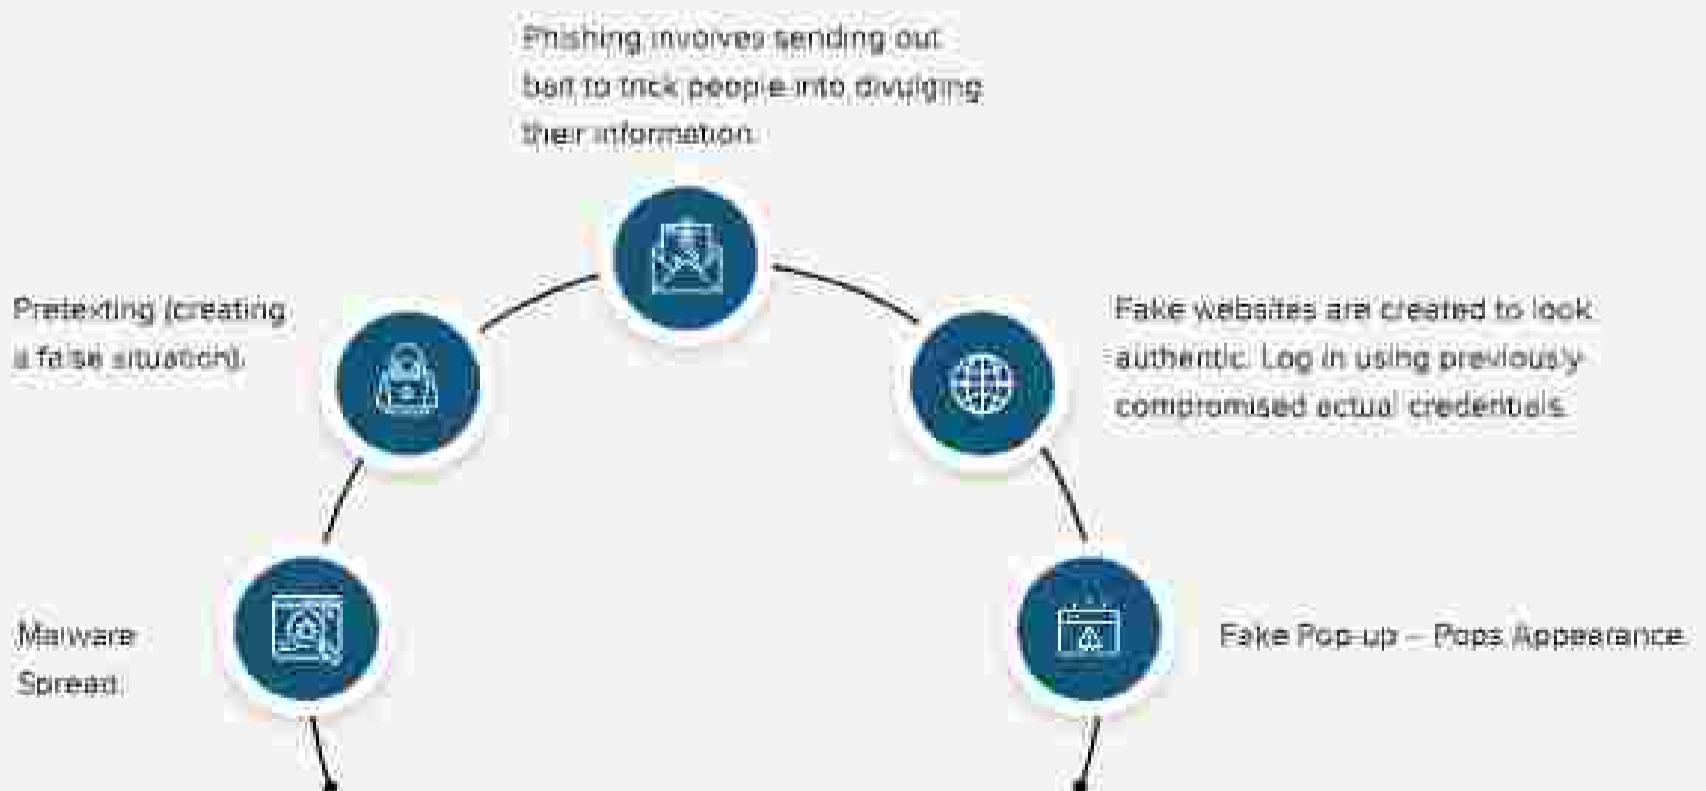 Phishing involves sending out
bait to trick people into divulging
their information.
Pretexting (creating
a false situation).
Fake websites are created to look
authentic. Log in using previously
compromised actual credentials.
Malware
Spread.
Fake Pop-up – Pops Appearance.